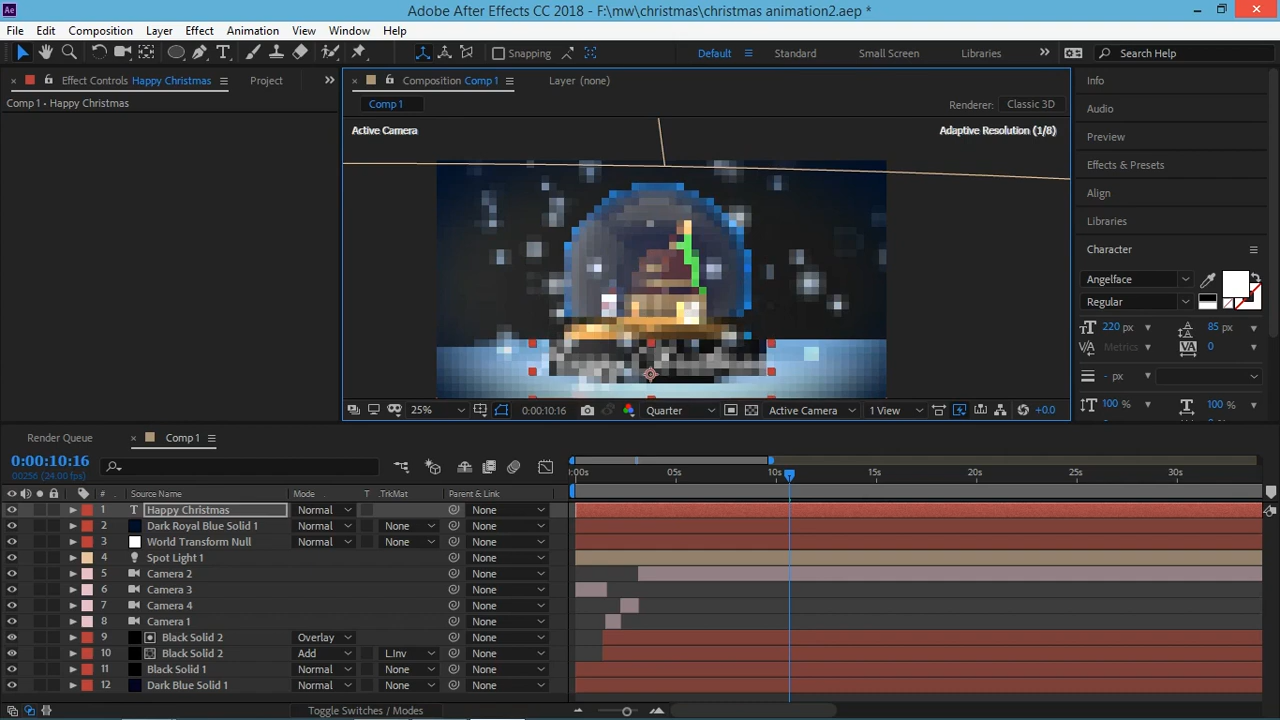 Ae Adobe After Effects CC 2018 - F:\mw\christmas\christmas animation2.aep *
File Edit Composition Layer Effect Animation View Window Help
Snapping Default Standard Small Screen Libraries Search Help
Effect Controls Happy Christmas Project Composition Comp 1 Layer (none) Info
Comp 1 • Happy Christmas Comp 1 Renderer: Classic 3D Audio
Active Camera Adaptive Resolution (1/8) Preview
Effects & Presets
Align
Libraries
Character
Angelface
Regular
220 px 85 px
Metrics 0
- px
100 % 100 %
25% 0:00:10:16 Quarter Active Camera 1 View +0.0
Render Queue Comp 1
0:00:10:16
00256 (24.00 fps)
:00s 05s 10s 15s 20s 25s 30s
# Source Name Mode T .TrkMat Parent & Link
1 T Happy Christmas Normal None
2 Dark Royal Blue Solid 1 Normal None None
3 World Transform Null Normal None None
4 Spot Light 1 None
5 Camera 2 None
6 Camera 3 None
7 Camera 4 None
8 Camera 1 None
9 Black Solid 2 Overlay None
10 Black Solid 2 Add L.Inv None
11 Black Solid 1 Normal None None
12 Dark Blue Solid 1 Normal None None
Toggle Switches / Modes